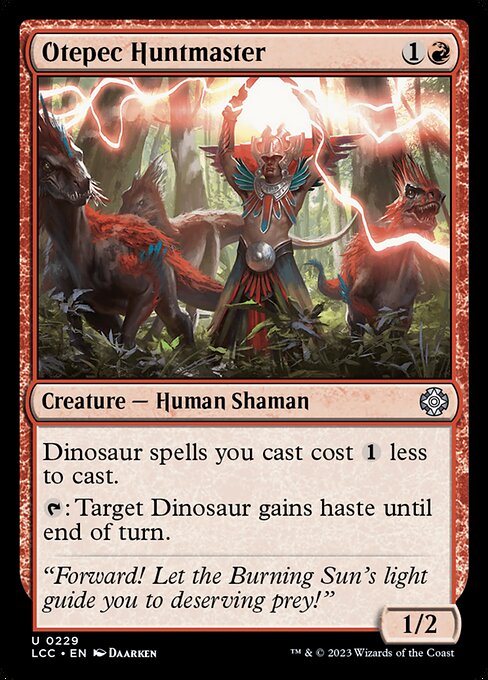 Otepec Huntmaster 1
Creature — Human Shaman
Dinosaur spells you cast cost 1 less
to cast.
: Target Dinosaur gains haste until
end of turn.
“Forward! Let the Burning Sun’s light
guide you to deserving prey!”
1/2
U 0229
LCC • EN Daarken
™ & © 2023 Wizards of the Coast